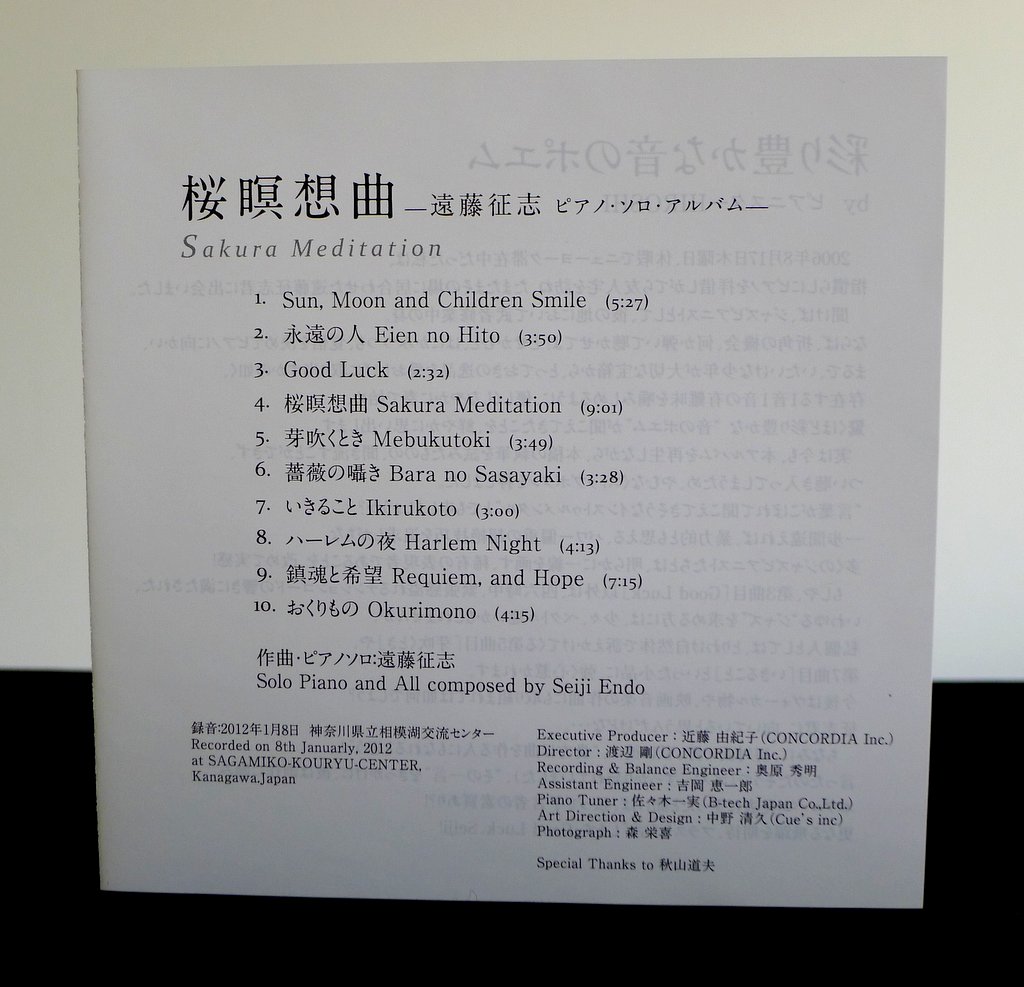 桜瞑想曲 ―遠藤征志 ピアノ・ソロ・アルバム―
Sakura Meditation
1. Sun, Moon and Children Smile (5:27)
2. 永遠の人 Eien no Hito (3:50)
3. Good Luck (2:32)
4. 桜瞑想曲 Sakura Meditation (9:01)
5. 芽吹くとき Mebukutoki (3:49)
6. 薔薇の囁き Bara no Sasayaki (3:28)
7. いきること Ikirukoto (3:00)
8. ハーレムの夜 Harlem Night (4:13)
9. 鎮魂と希望 Requiem, and Hope (7:15)
10. おくりもの Okurimono (4:15)
作曲・ピアノソロ:遠藤征志
Solo Piano and All composed by Seiji Endo
録音:2012年1月8日 神奈川県立相模湖交流センター
Recorded on 8th Januarly, 2012
at SAGAMIKO-KOURYU-CENTER,
Kanagawa.Japan
Executive Producer : 近藤 由紀子(CONCORDIA Inc.)
Director : 渡辺 剛(CONCORDIA Inc.)
Recording & Balance Engineer : 奥原 秀明
Assistant Engineer : 吉岡 恵一郎
Piano Tuner : 佐々木一実(B-tech Japan Co.,Ltd.)
Art Direction & Design : 中野 清久(Cue's inc)
Photograph : 森 栄喜
Special Thanks to 秋山道夫